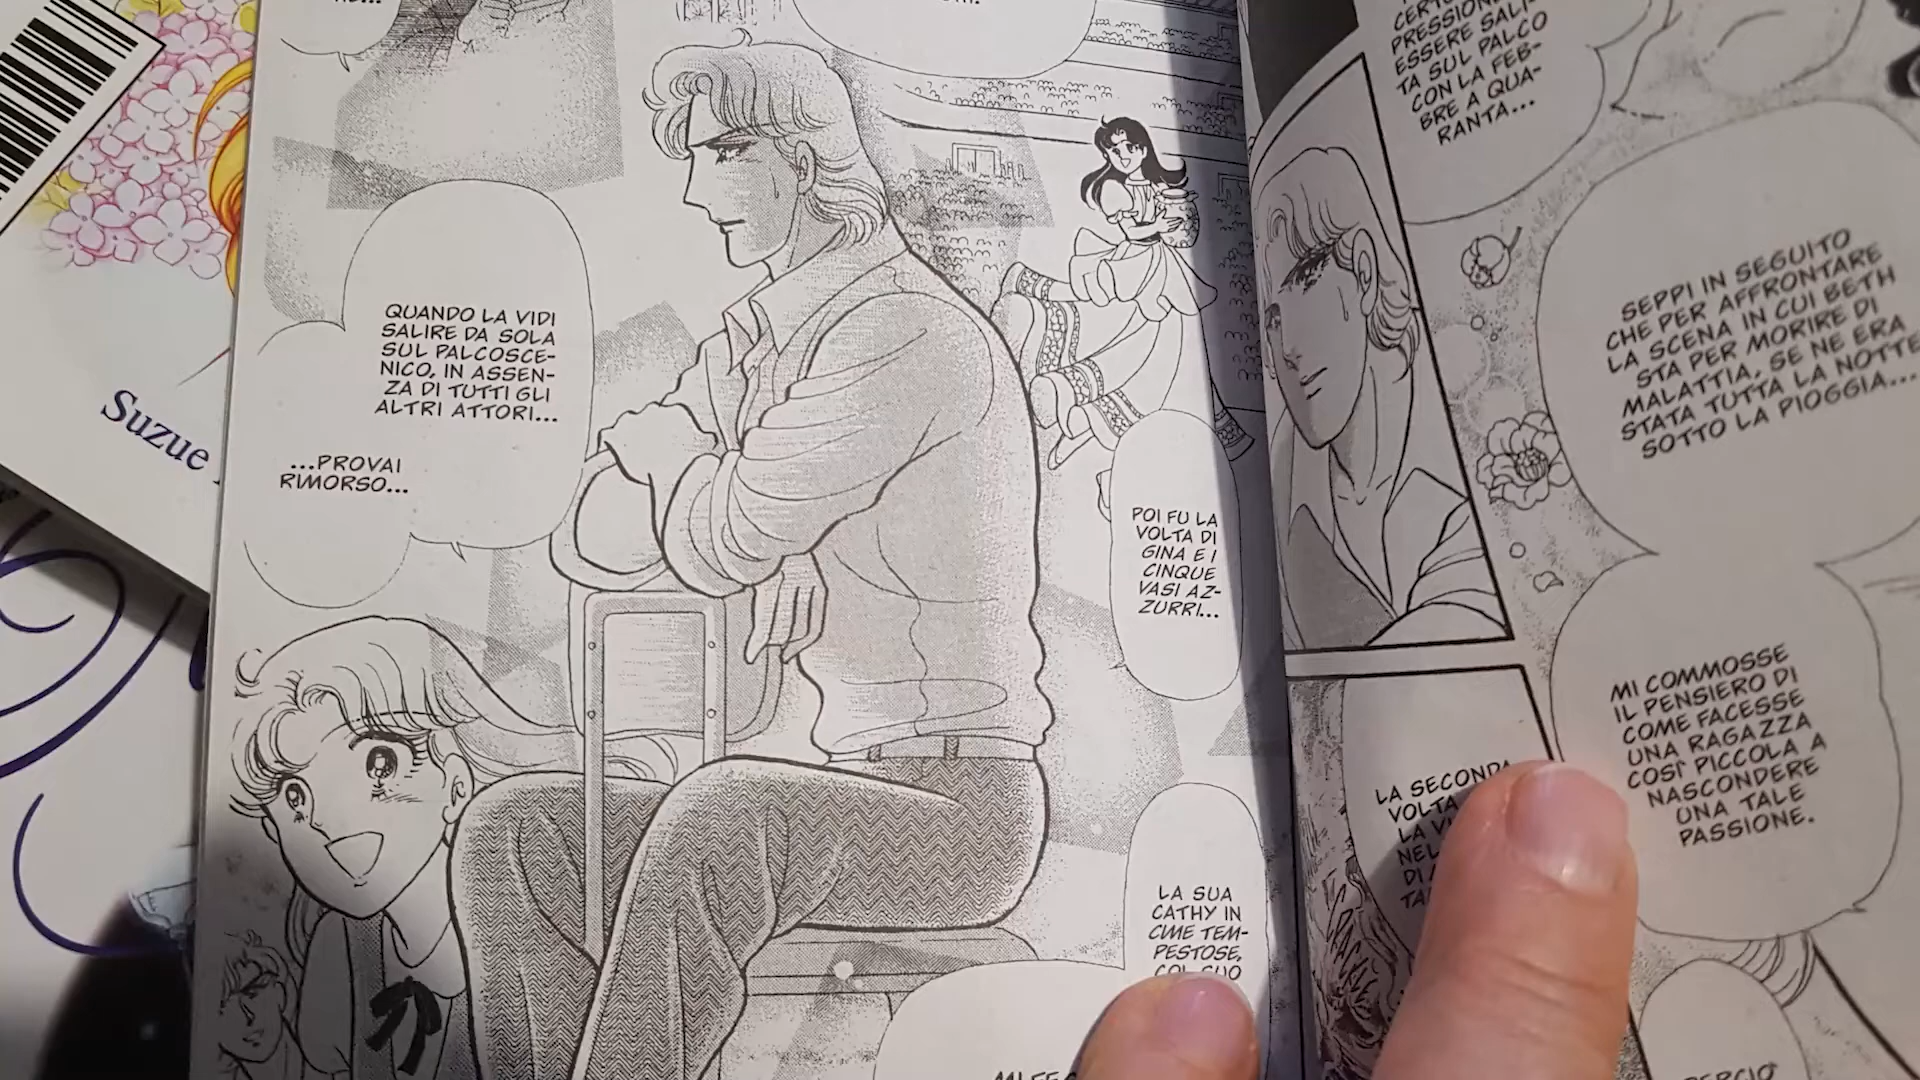 Suzue
QUANDO LA VIDI
SALIRE DA SOLA
SUL PALCOSCE-
NICO, IN ASSEN-
ZA DI TUTTI GLI
ALTRI ATTORI...
...PROVAI
RIMORSO...
POI FU LA
VOLTA DI
GINA E I
CINQUE
VASI AZ-
ZURRI...
LA SUA
CATHY IN
CIME TEM-
PESTOSE,
COL SUO
PRESSION
ESSERE SALI-
TA SUL PALCO
CON LA FEB-
BRE A QUA-
RANTA...
SEPPI IN SEGUITO
CHE PER AFFRONTARE
LA SCENA IN CUI BETH
STA PER MORIRE DI
MALATTIA, SE NE ERA
STATA TUTTA LA NOTTE
SOTTO LA PIOGGIA...
MI COMMOSSE
IL PENSIERO DI
COME FACESSE
UNA RAGAZZA
COSÌ PICCOLA A
NASCONDERE
UNA TALE
PASSIONE.
LA SECONDA
VOLTA
LA